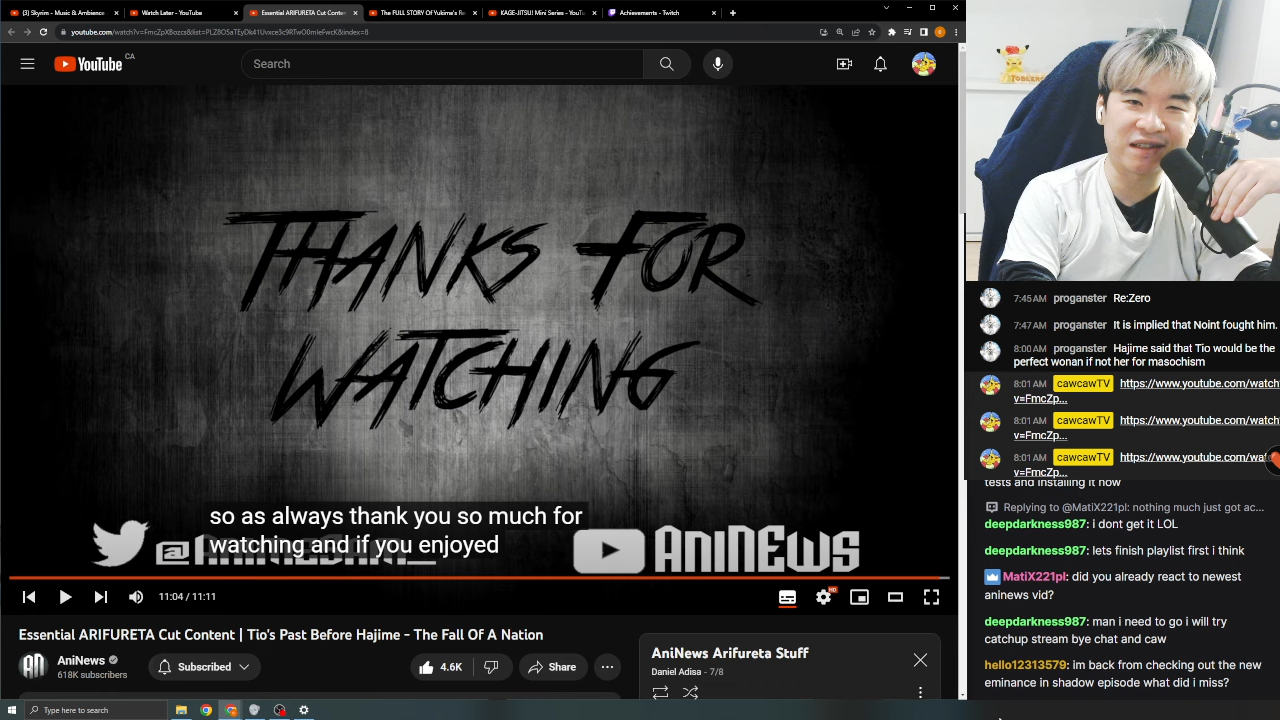 (3) Skyrim - Music & Ambience
Watch Later - YouTube
Essential ARIFURETA Cut Conten
The FULL STORY Of Yukime's R
KAGE-JITSU! Mini Series - YouTu
Achievements - Twitch
YouTube CA
Search
THANKS FOR
WATCHING
so as always thank you so much for
watching and if you enjoyed
ANINEWS
11:04 / 11:11
HD
Essential ARIFURETA Cut Content | Tio's Past Before Hajime - The Fall Of A Nation
AniNews
618K subscribers
Subscribed
4.6K
Share
AniNews Arifureta Stuff
Daniel Adisa - 7/8
Type here to search
7:45 AM proganster Re:Zero
7:47 AM proganster It is implied that Noint fought him.
8:00 AM proganster Hajime said that Tio would be the
perfect wonan if not her for masochism
8:01 AM cawcawTV https://www.youtube.com/watch
v=FmcZp...
8:01 AM cawcawTV https://www.youtube.com/watch
v=FmcZp...
8:01 AM cawcawTV https://www.youtube.com/wat
v=FmcZp...
tests and installing it now
Replying to @MatiX221pl: nothing much just got ac...
deepdarkness987: i dont get it LOL
deepdarkness987: lets finish playlist first i think
MatiX221pl: did you already react to newest
aninews vid?
deepdarkness987: man i need to go i will try
catchup stream bye chat and caw
hello12313579: im back from checking out the new
eminance in shadow episode what did i miss?